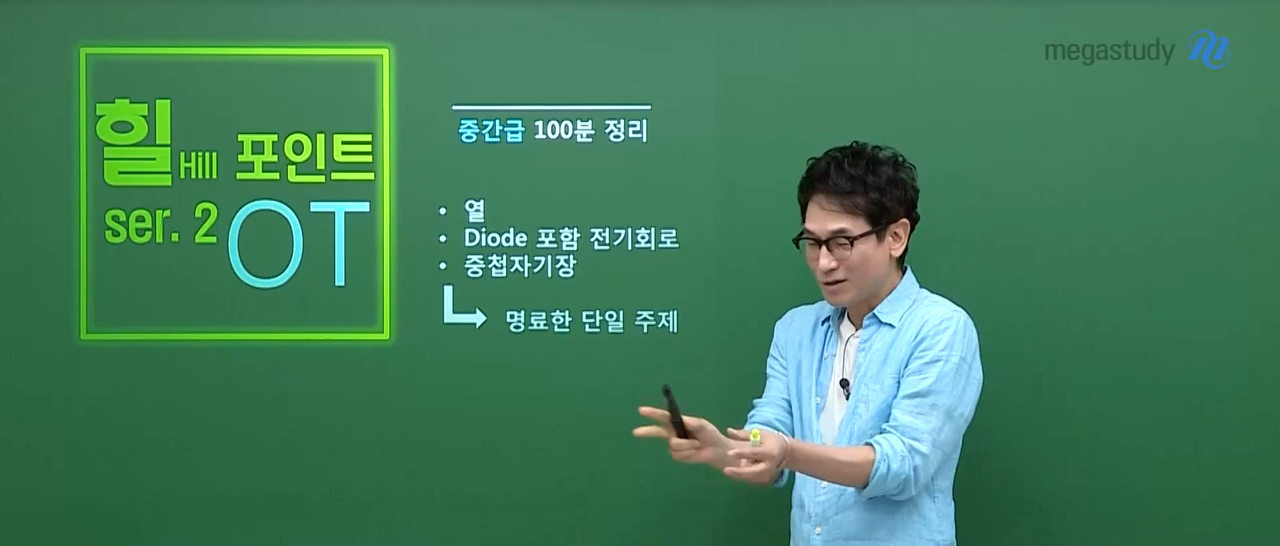 megastudy
힐 Hill 포인트
ser. 2 OT
중간급 100분 정리
• 열
• Diode 포함 전기회로
• 중첩자기장
명료한 단일 주제